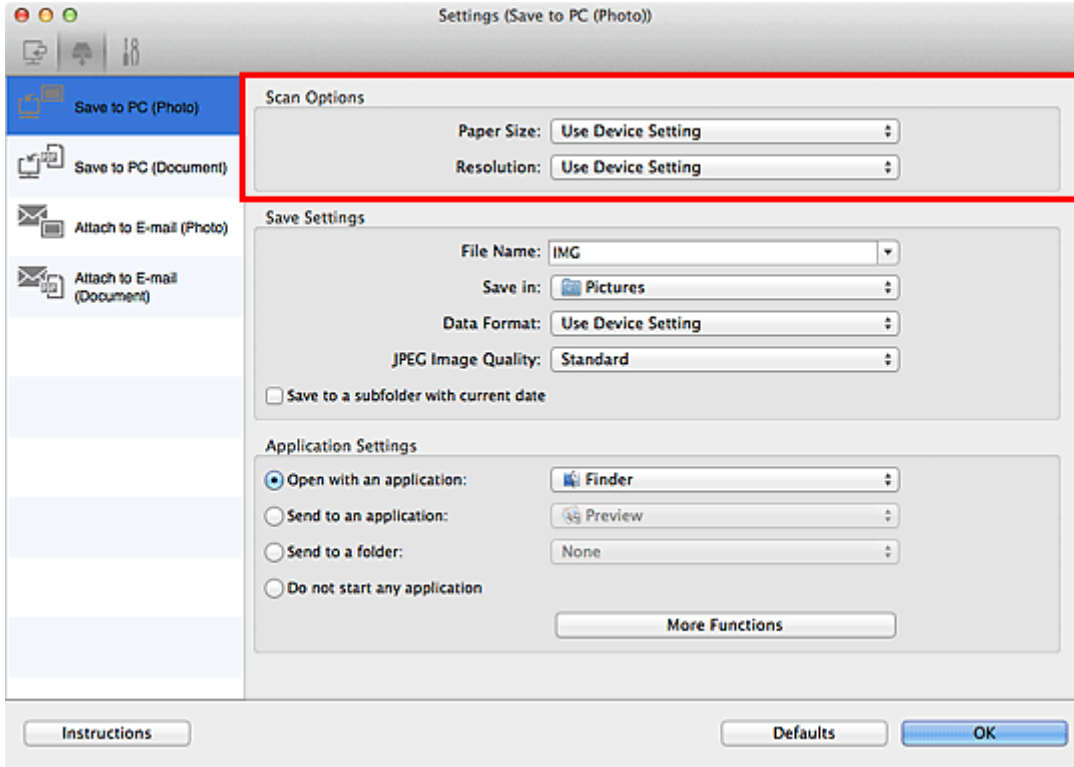 Settings (Save to PC (Photo))
Save to PC (Photo)
Save to PC (Document)
Attach to E-mail (Photo)
Attach to E-mail
(Document)
Scan Options
Paper Size: Use Device Setting
Resolution: Use Device Setting
Save Settings
File Name: IMG
Save in: Pictures
Data Format: Use Device Setting
JPEG Image Quality: Standard
Save to a subfolder with current date
Application Settings
Open with an application: Finder
Send to an application: Preview
Send to a folder: None
Do not start any application
More Functions
Instructions Defaults OK